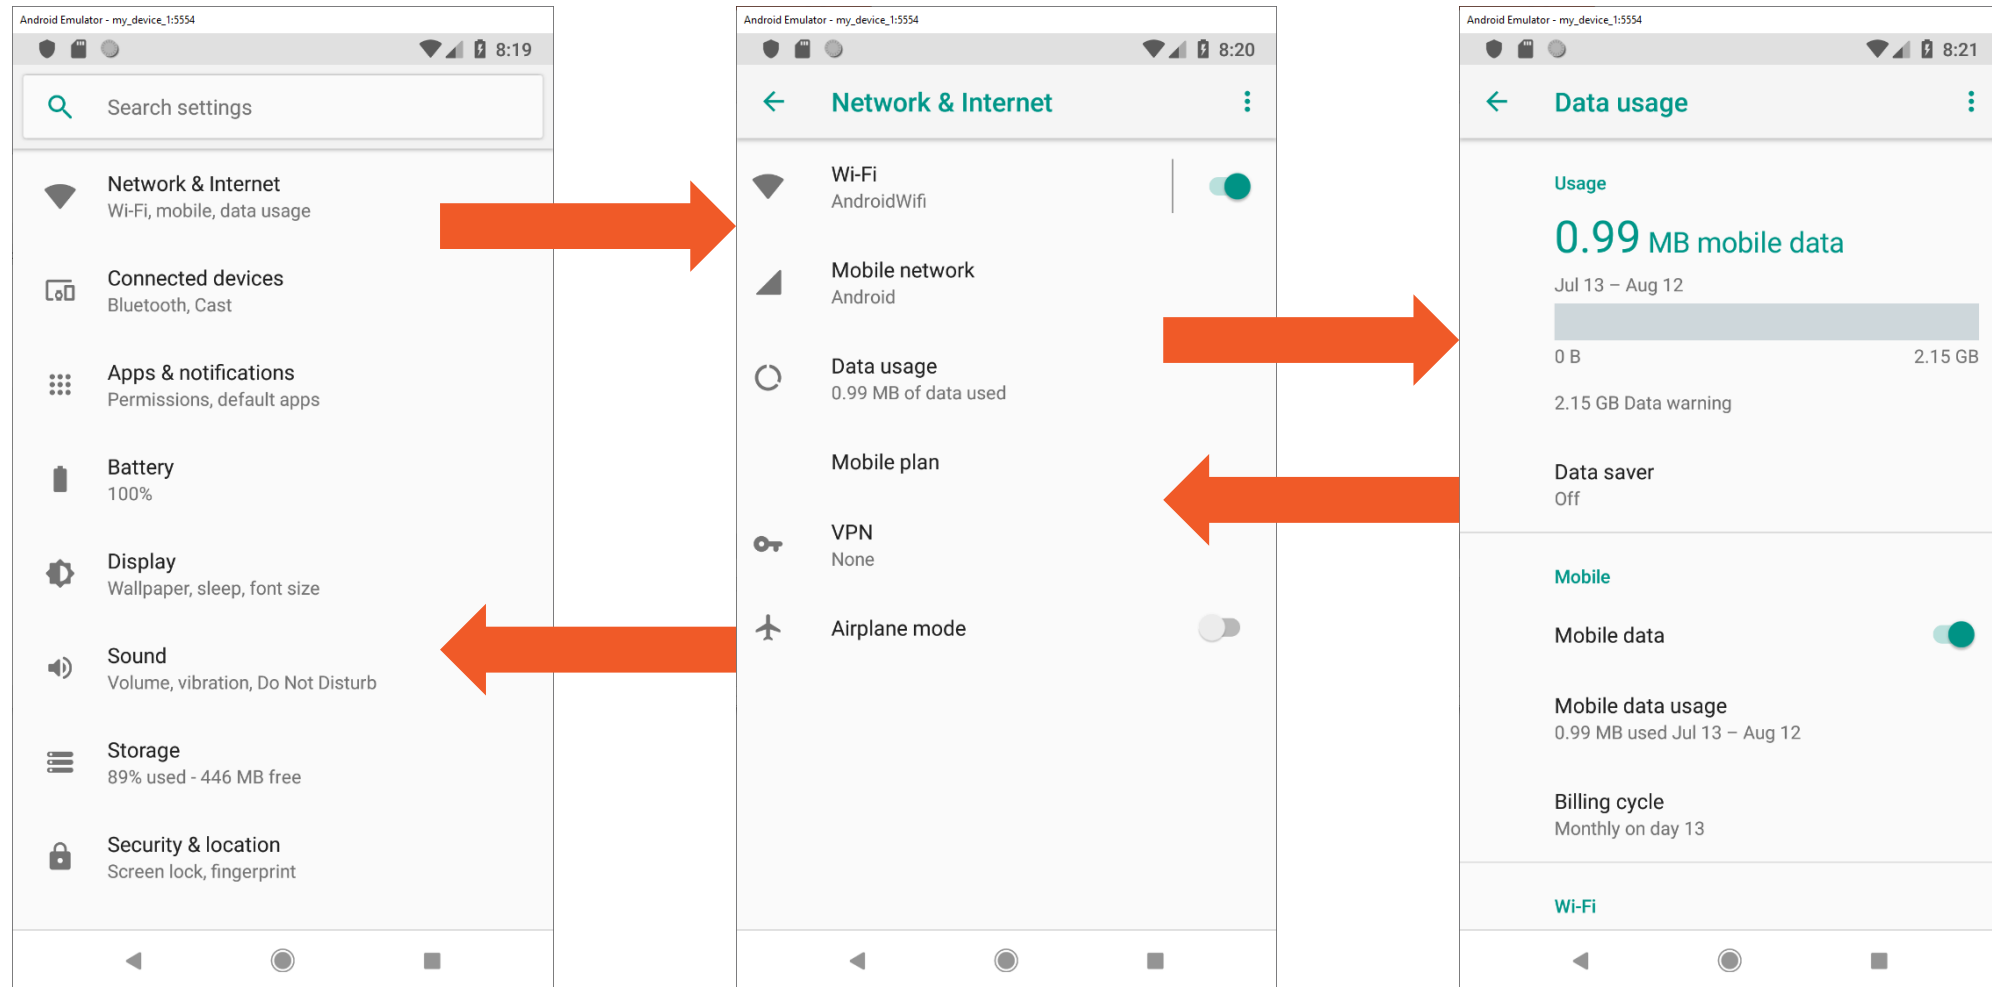 Android Emulator - my_device_1:5554
8:19
Search settings
Network & Internet
Wi-Fi, mobile, data usage
Connected devices
Bluetooth, Cast
Apps & notifications
Permissions, default apps
Battery
100%
Display
Wallpaper, sleep, font size
Sound
Volume, vibration, Do Not Disturb
Storage
89% used - 446 MB free
Security & location
Screen lock, fingerprint
Android Emulator - my_device_1:5554
8:20
Network & Internet
Wi-Fi
AndroidWifi
Mobile network
Android
Data usage
0.99 MB of data used
Mobile plan
VPN
None
Airplane mode
Android Emulator - my_device_1:5554
8:21
Data usage
Usage
0.99 MB mobile data
Jul 13 – Aug 12
0 B 2.15 GB
2.15 GB Data warning
Data saver
Off
Mobile
Mobile data
Mobile data usage
0.99 MB used Jul 13 – Aug 12
Billing cycle
Monthly on day 13
Wi-Fi